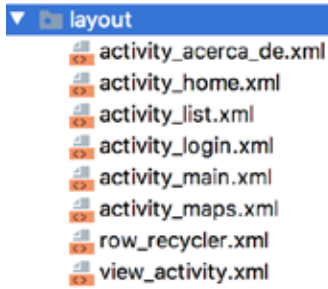 layout
activity_acerca_de.xml
activity_home.xml
activity_list.xml
activity_login.xml
activity_main.xml
activity_maps.xml
row_recycler.xml
view_activity.xml